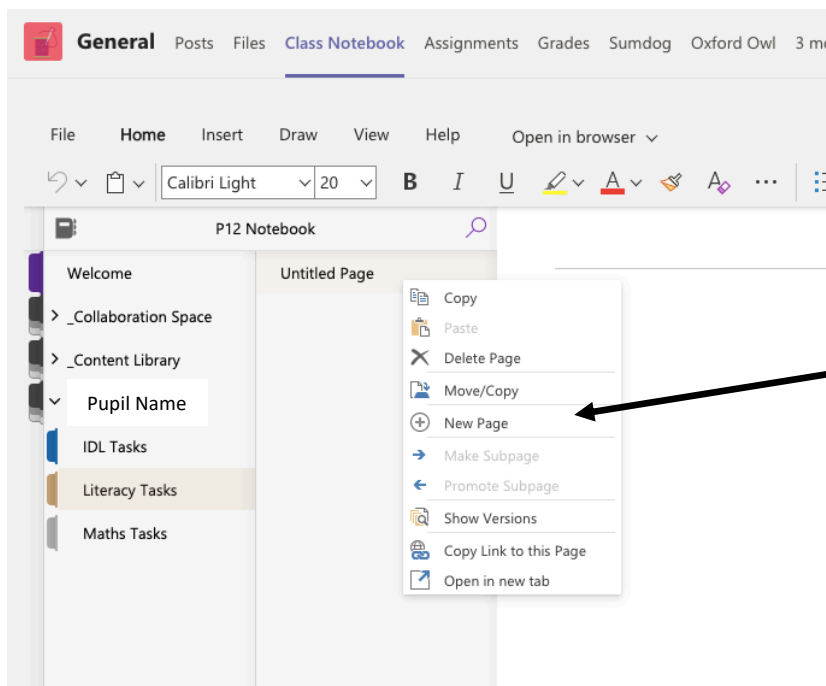 General Posts Files Class Notebook Assignments Grades Sumdog Oxford Owl 3 mo
File Home Insert Draw View Help Open in browser
Calibri Light 20 B I U A A ...
P12 Notebook
Welcome
_Collaboration Space
_Content Library
Pupil Name
IDL Tasks
Literacy Tasks
Maths Tasks
Untitled Page
Copy
Paste
Delete Page
Move/Copy
New Page
Make Subpage
Promote Subpage
Show Versions
Copy Link to this Page
Open in new tab